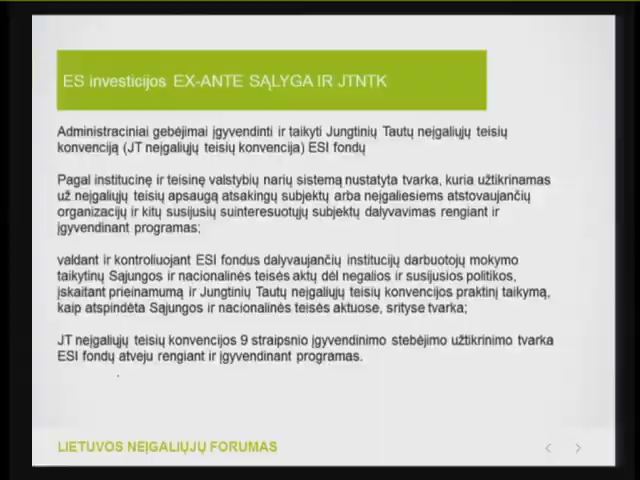 ES investicijos EX-ANTE SĄLYGA IR JTNTK
Administraciniai gebėjimai įgyvendinti ir taikyti Jungtinių Tautų neįgaliųjų teisių
konvenciją (JT neįgaliųjų teisių konvencija) ESI fondų
Pagal institucinę ir teisinę valstybių narių sistemą nustatyta tvarka, kuria užtikrinamas
už neįgaliųjų teisių apsaugą atsakingų subjektų arba neįgaliesiems atstovaujančių
organizacijų ir kitų susijusių suinteresuotųjų subjektų dalyvavimas rengiant ir
įgyvendinant programas;
valdant ir kontroliuojant ESI fondus dalyvaujančių institucijų darbuotojų mokymo
taikytinų Sąjungos ir nacionalinės teisės aktų dėl negalios ir susijusios politikos,
įskaitant prieinamumą ir Jungtinių Tautų neįgaliųjų teisių konvencijos praktinį taikymą,
kaip atspindėta Sąjungos ir nacionalinės teisės aktuose, srityse tvarka;
JT neįgaliųjų teisių konvencijos 9 straipsnio įgyvendinimo stebėjimo užtikrinimo tvarka
ESI fondų atveju rengiant ir įgyvendinant programas.
LIETUVOS NEĮGALIŲJŲ FORUMAS